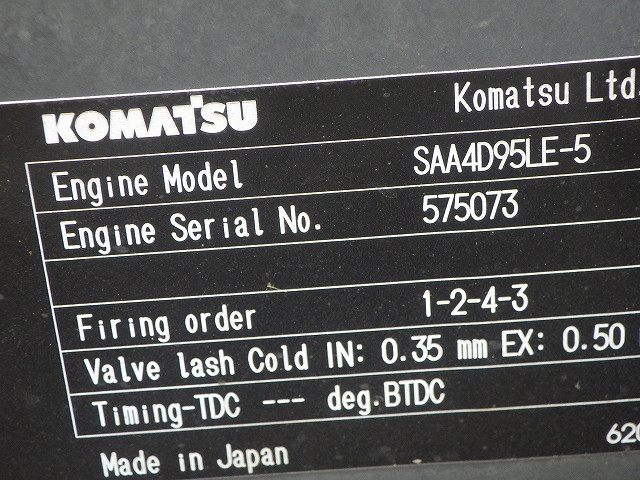 KOMATSU Komatsu Ltd.
Engine Model SAA4D95LE-5
Engine Serial No. 575073
Firing order 1-2-4-3
Valve lash Cold IN: 0.35 mm EX: 0.50
Timing-TDC --- deg.BTDC
Made in Japan 620